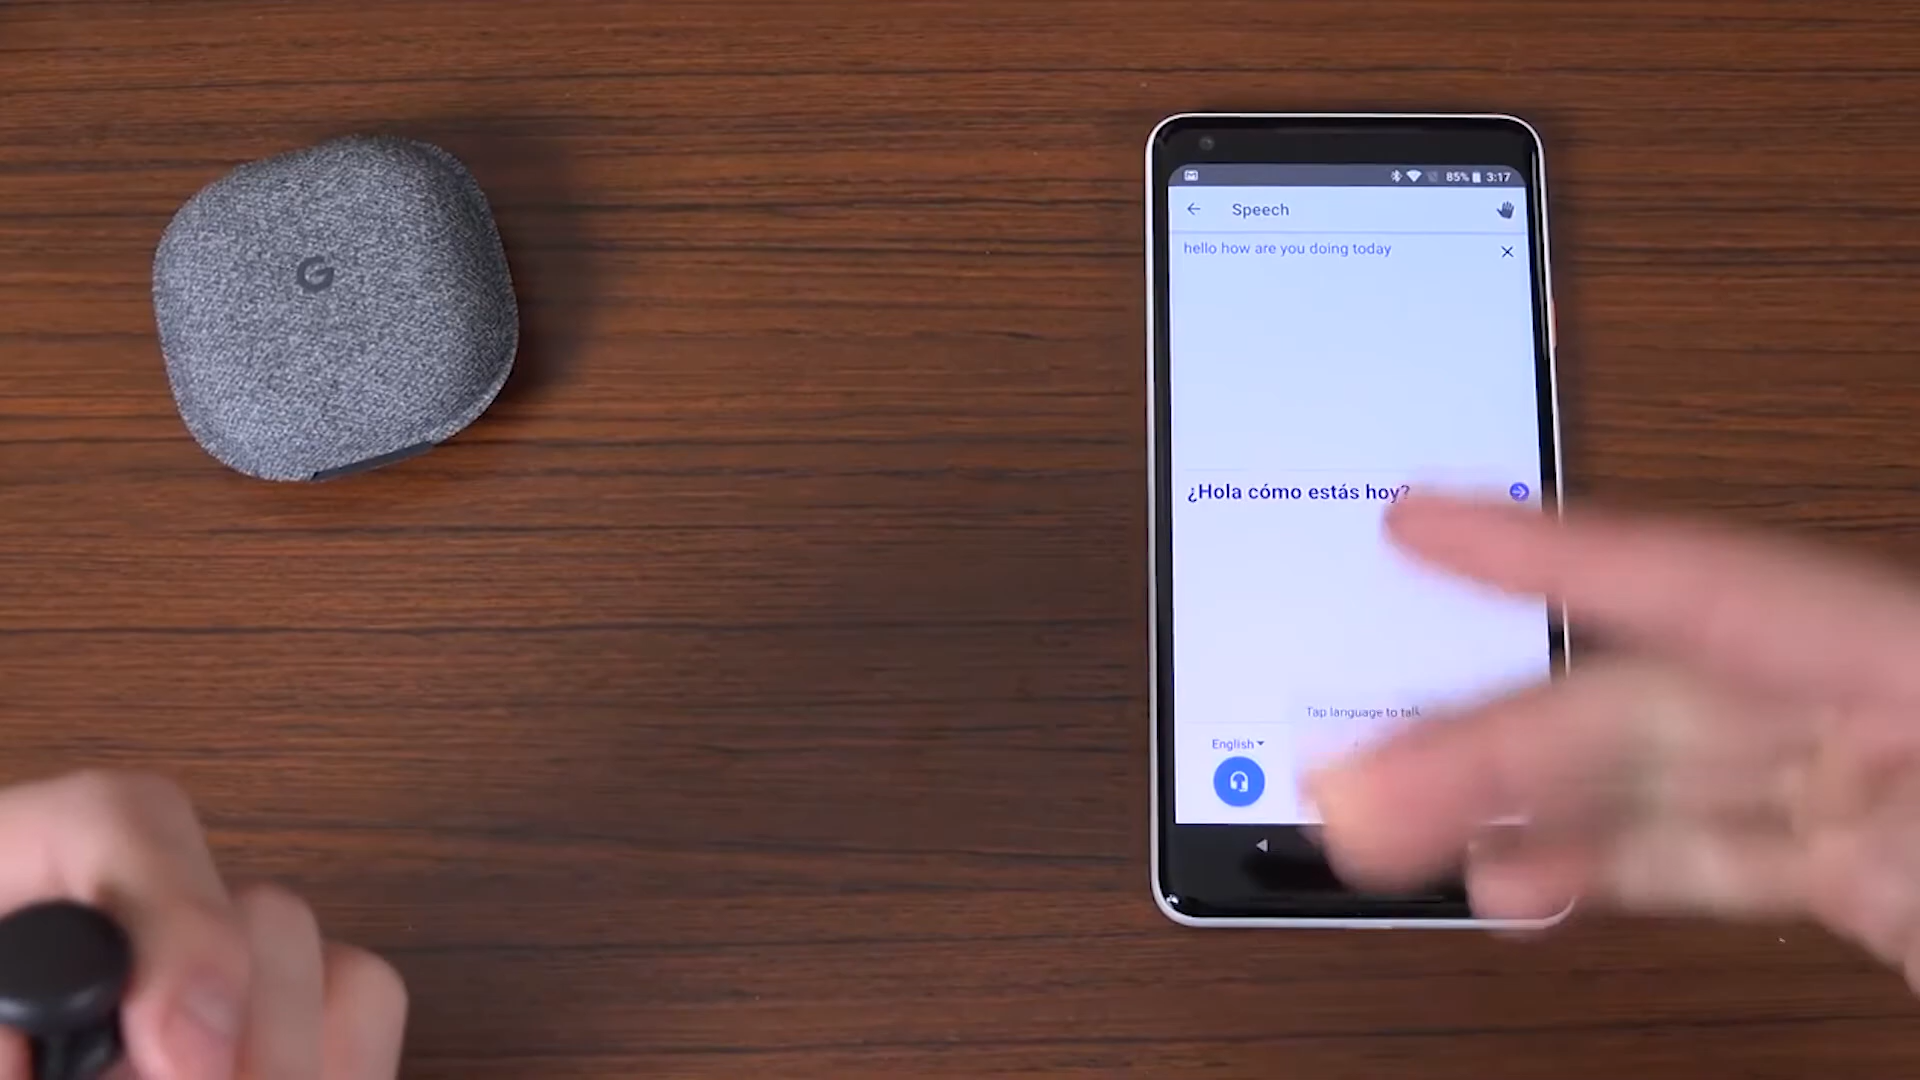 G
85% 3:17
Speech
hello how are you doing today
¿Hola cómo estás hoy?
Tap language to talk
English